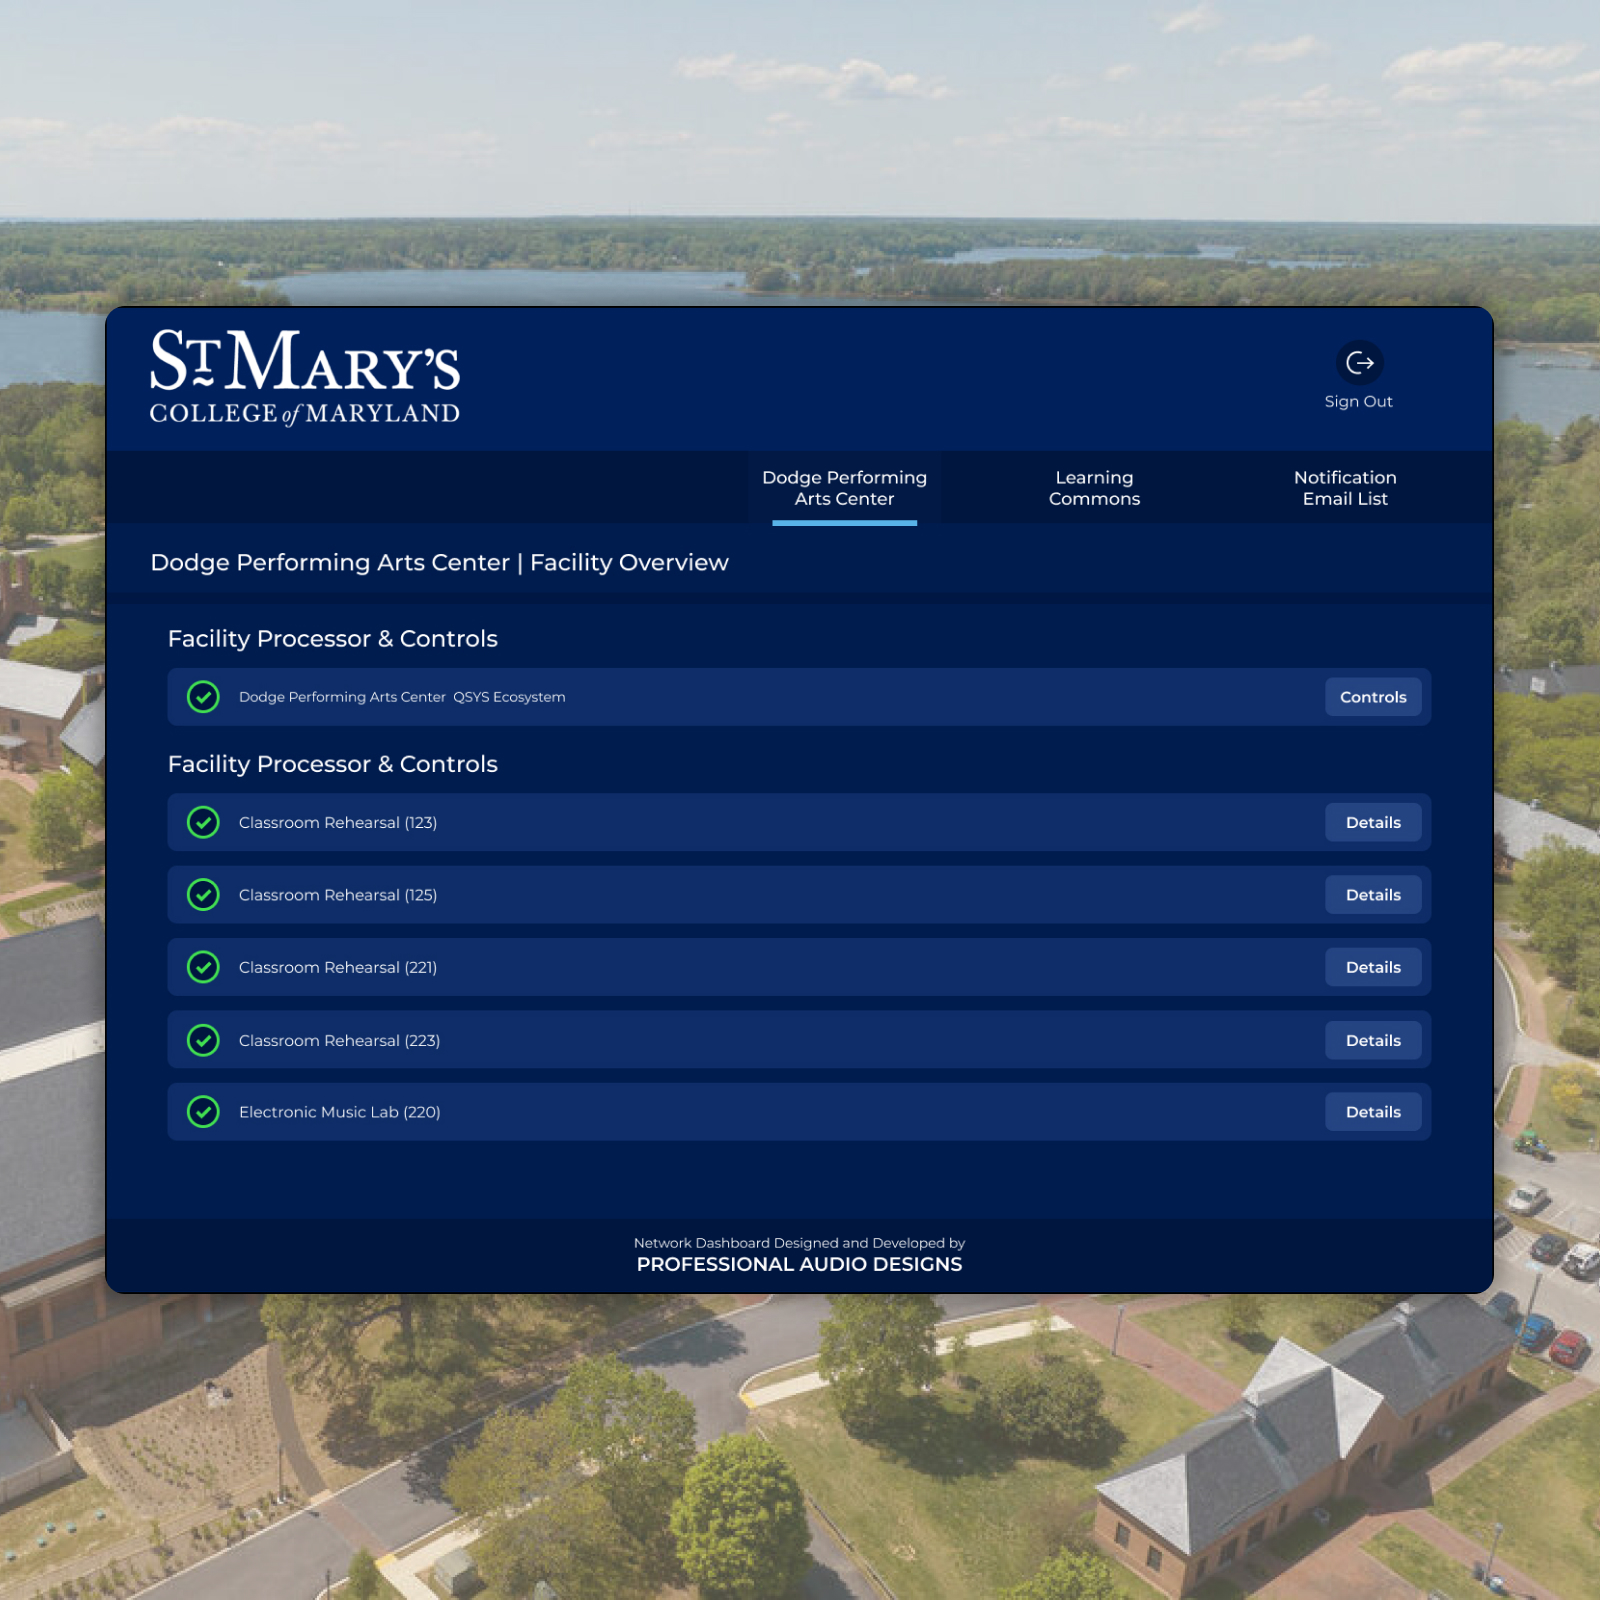 ST MARY'S
COLLEGE of MARYLAND
Sign Out
Dodge Performing
Arts Center
Learning
Commons
Notification
Email List
Dodge Performing Arts Center | Facility Overview
Facility Processor & Controls
Dodge Performing Arts Center QSYS Ecosystem
Controls
Facility Processor & Controls
Classroom Rehearsal (123)
Details
Classroom Rehearsal (125)
Details
Classroom Rehearsal (221)
Details
Classroom Rehearsal (223)
Details
Electronic Music Lab (220)
Details
Network Dashboard Designed and Developed by
PROFESSIONAL AUDIO DESIGNS